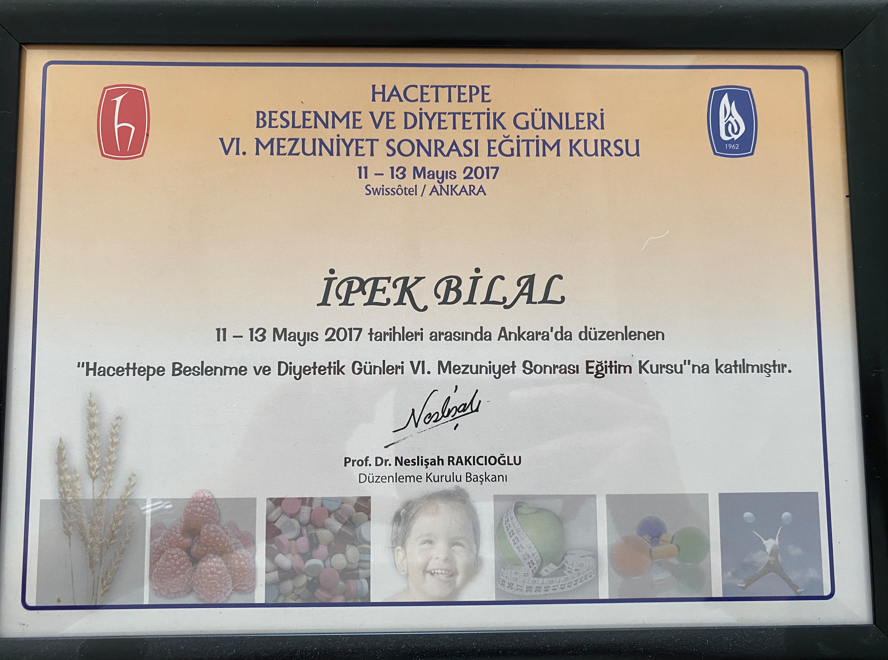 HACETTEPE
BESLENME VE DİYETETİK GÜNLERİ
VI. MEZUNİYET SONRASI EĞİTİM KURSU
11 – 13 Mayıs 2017
Swissôtel / ANKARA
1962
İPEK BİLAL
11 – 13 Mayıs 2017 tarihleri arasında Ankara'da düzenlenen
"Hacettepe Beslenme ve Diyetetik Günleri VI. Mezuniyet Sonrası Eğitim Kursu"na katılmıştır.
Neslişah
Prof. Dr. Neslişah RAKICIOĞLU
Düzenleme Kurulu Başkanı